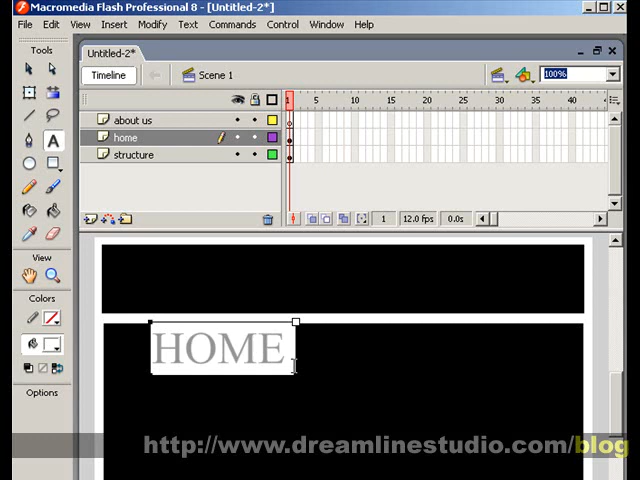 Macromedia Flash Professional 8 - [Untitled-2*]
File Edit View Insert Modify Text Commands Control Window Help
Tools
Untitled-2*
Timeline
Scene 1
100%
1 5 10 15 20 25 30 35 40
about us
home
structure
1 12.0 fps 0.0s
A
View
Colors
Options
HOME
http://www.dreamlinestudio.com/blog